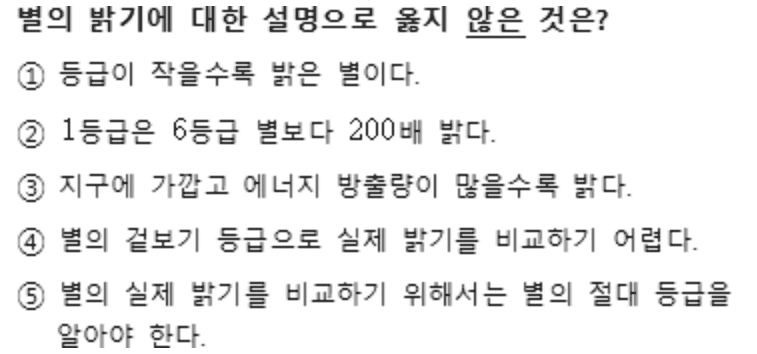 별의 밝기에 대한 설명으로 옳지 않은 것은?
① 등급이 작을수록 밝은 별이다.
② 1등급은 6등급 별보다 200배 밝다.
③ 지구에 가깝고 에너지 방출량이 많을수록 밝다.
④ 별의 겉보기 등급으로 실제 밝기를 비교하기 어렵다.
⑤ 별의 실제 밝기를 비교하기 위해서는 별의 절대 등급을
알아야 한다.